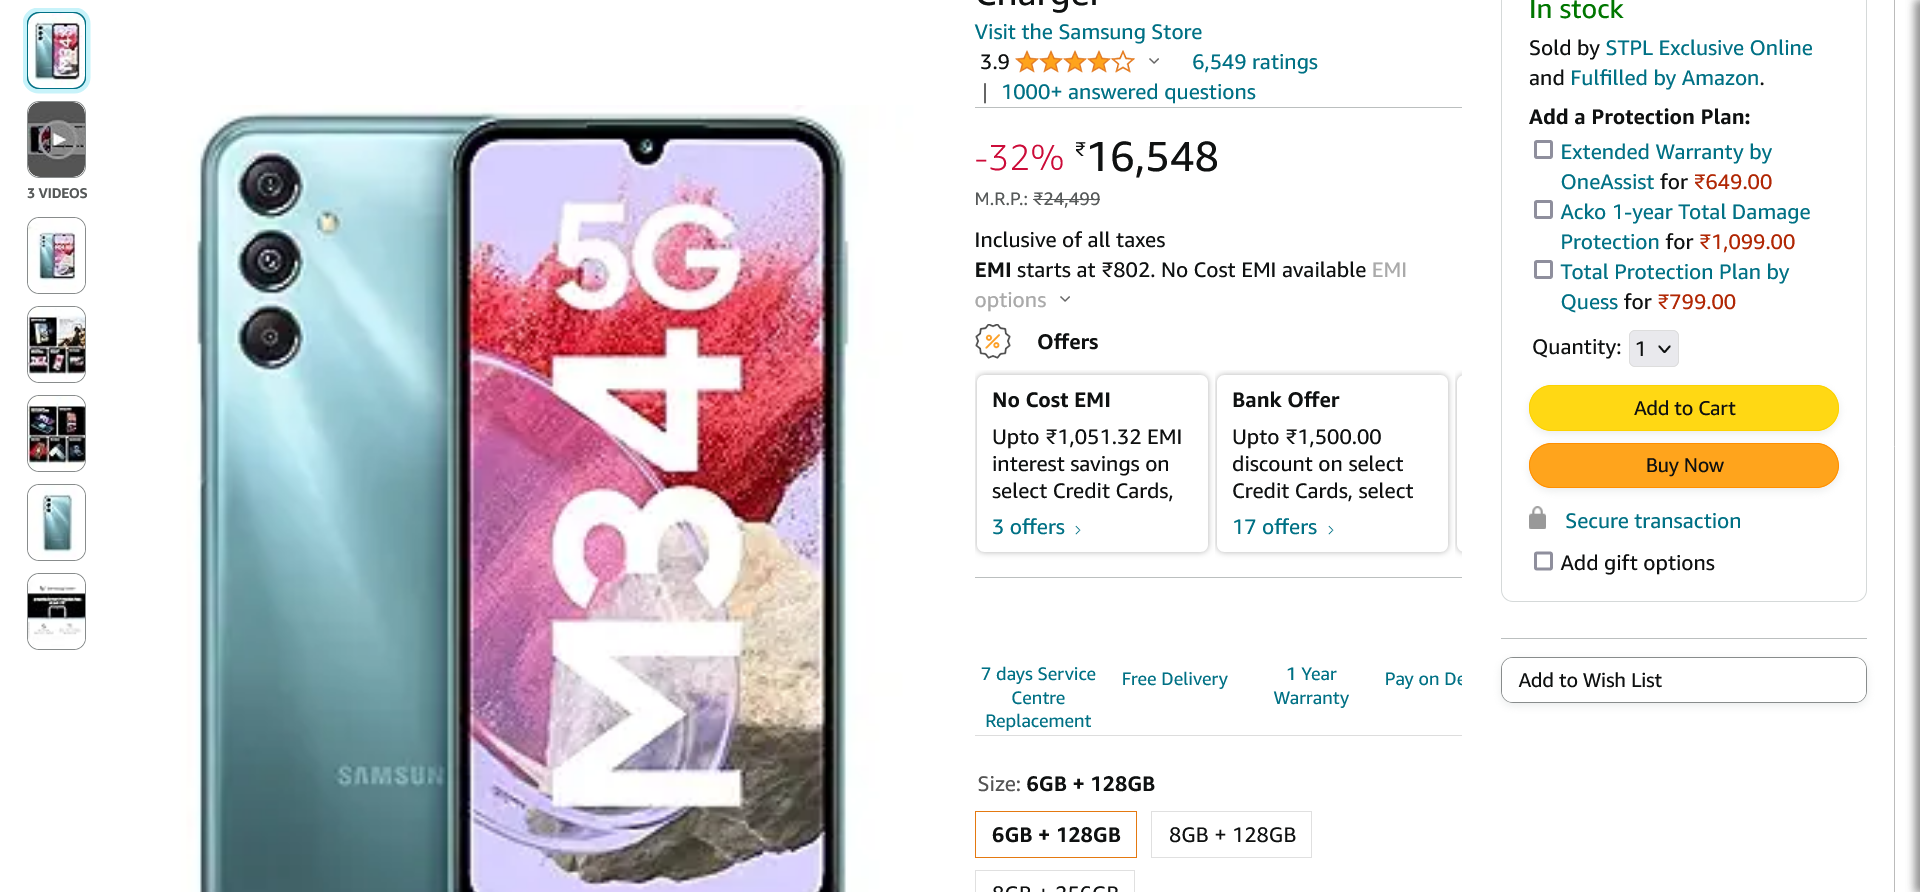 3 VIDEOS
5G
M34
SAMSUN
Charger
Visit the Samsung Store
3.9
6,549 ratings
| 1000+ answered questions
-32% ₹16,548
M.R.P.: ₹24,499
Inclusive of all taxes
EMI starts at ₹802. No Cost EMI available EMI
options
% Offers
No Cost EMI
Upto ₹1,051.32 EMI
interest savings on
select Credit Cards,
3 offers ›
Bank Offer
Upto ₹1,500.00
discount on select
Credit Cards, select
17 offers ›
7 days Service
Centre
Replacement
Free Delivery
1 Year
Warranty
Pay on De
Size: 6GB + 128GB
6GB + 128GB
8GB + 128GB
8GB + 256GB
In stock
Sold by STPL Exclusive Online
and Fulfilled by Amazon.
Add a Protection Plan:
Extended Warranty by
OneAssist for ₹649.00
Acko 1-year Total Damage
Protection for ₹1,099.00
Total Protection Plan by
Quess for ₹799.00
Quantity: 1
Add to Cart
Buy Now
Secure transaction
Add gift options
Add to Wish List